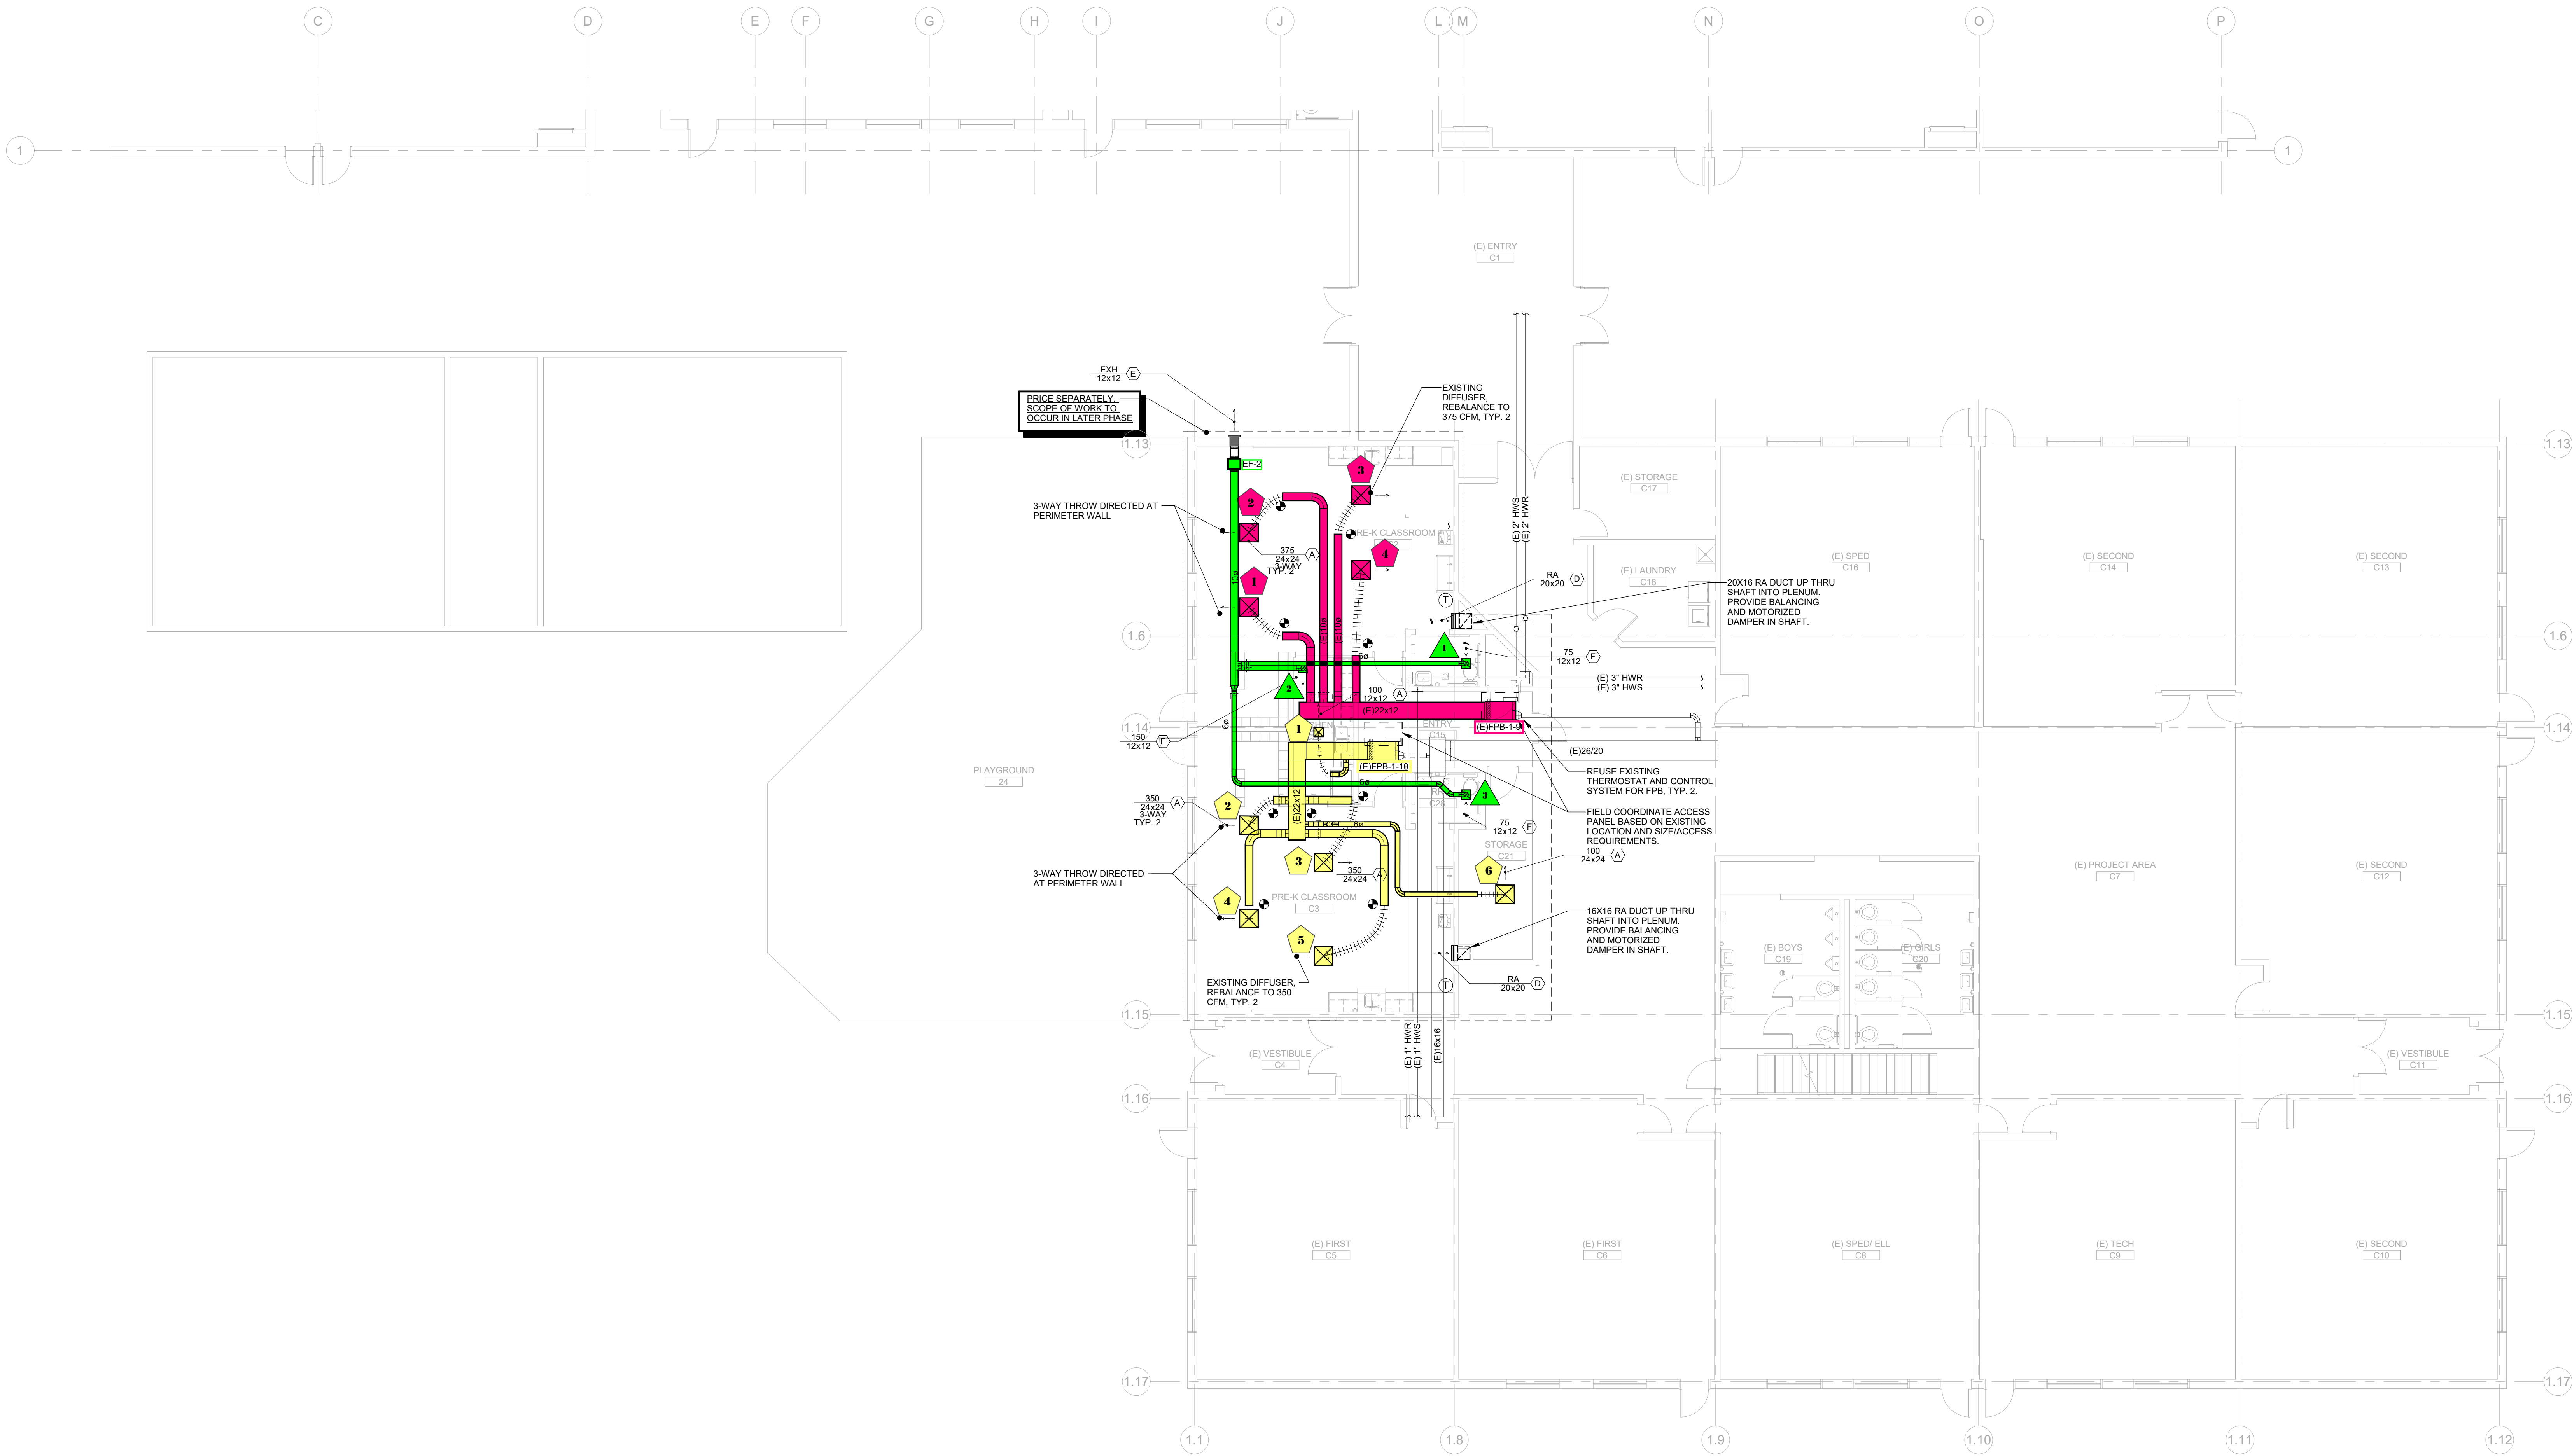 C
D
E
F
G
H
I
J
L
M
N
O
P
1
1
(E) ENTRY
C1
EXH
12x12
E
PRICE SEPARATELY,
SCOPE OF WORK TO
OCCUR IN LATER PHASE
EXISTING
DIFFUSER,
REBALANCE TO
375 CFM, TYP. 2
1.13
1.13
EF-2
3
2
4
1
3-WAY THROW DIRECTED AT
PERIMETER WALL
375
24x24
3-WAY
TYP. 2
A
10ø
(E)10ø
(E)10ø
(E) STORAGE
C17
(E) 2" HWS
(E) 2" HWR
(E) LAUNDRY
C18
(E) SPED
C16
(E) SECOND
C14
(E) SECOND
C13
RA
20x20
D
T
20X16 RA DUCT UP THRU
SHAFT INTO PLENUM.
PROVIDE BALANCING
AND MOTORIZED
DAMPER IN SHAFT.
1.6
1.6
1
6ø
75
12x12
F
2
(E) 3" HWR
(E) 3" HWS
100
12x12
A
(E)22x12
(E)FPB-1-9
1.14
1.14
6ø
150
12x12
F
1
ENTRY
C15
(E)26/20
(E)FPB-1-10
PLAYGROUND
24
REUSE EXISTING
THERMOSTAT AND CONTROL
SYSTEM FOR FPB, TYP. 2.
6ø
3
C26
(E)22x12
350
24x24
3-WAY
TYP. 2
A
2
FIELD COORDINATE ACCESS
PANEL BASED ON EXISTING
LOCATION AND SIZE/ACCESS
REQUIREMENTS.
75
12x12
F
6ø
STORAGE
C21
100
24x24
A
3
350
24x24
A
6
3-WAY THROW DIRECTED
AT PERIMETER WALL
4
PRE-K CLASSROOM
C3
5
16X16 RA DUCT UP THRU
SHAFT INTO PLENUM.
PROVIDE BALANCING
AND MOTORIZED
DAMPER IN SHAFT.
EXISTING DIFFUSER,
REBALANCE TO 350
CFM, TYP. 2
RA
20x20
D
T
(E) PROJECT AREA
C7
(E) SECOND
C12
(E) BOYS
C19
(E) GIRLS
C20
1.15
1.15
(E) VESTIBULE
C4
(E) 1" HWR
(E) 1" HWS
(E)16x16
(E) VESTIBULE
C11
1.16
1.16
(E) FIRST
C5
(E) FIRST
C6
(E) SPED/ ELL
C8
(E) TECH
C9
(E) SECOND
C10
1.17
1.17
1.1
1.8
1.9
1.10
1.11
1.12